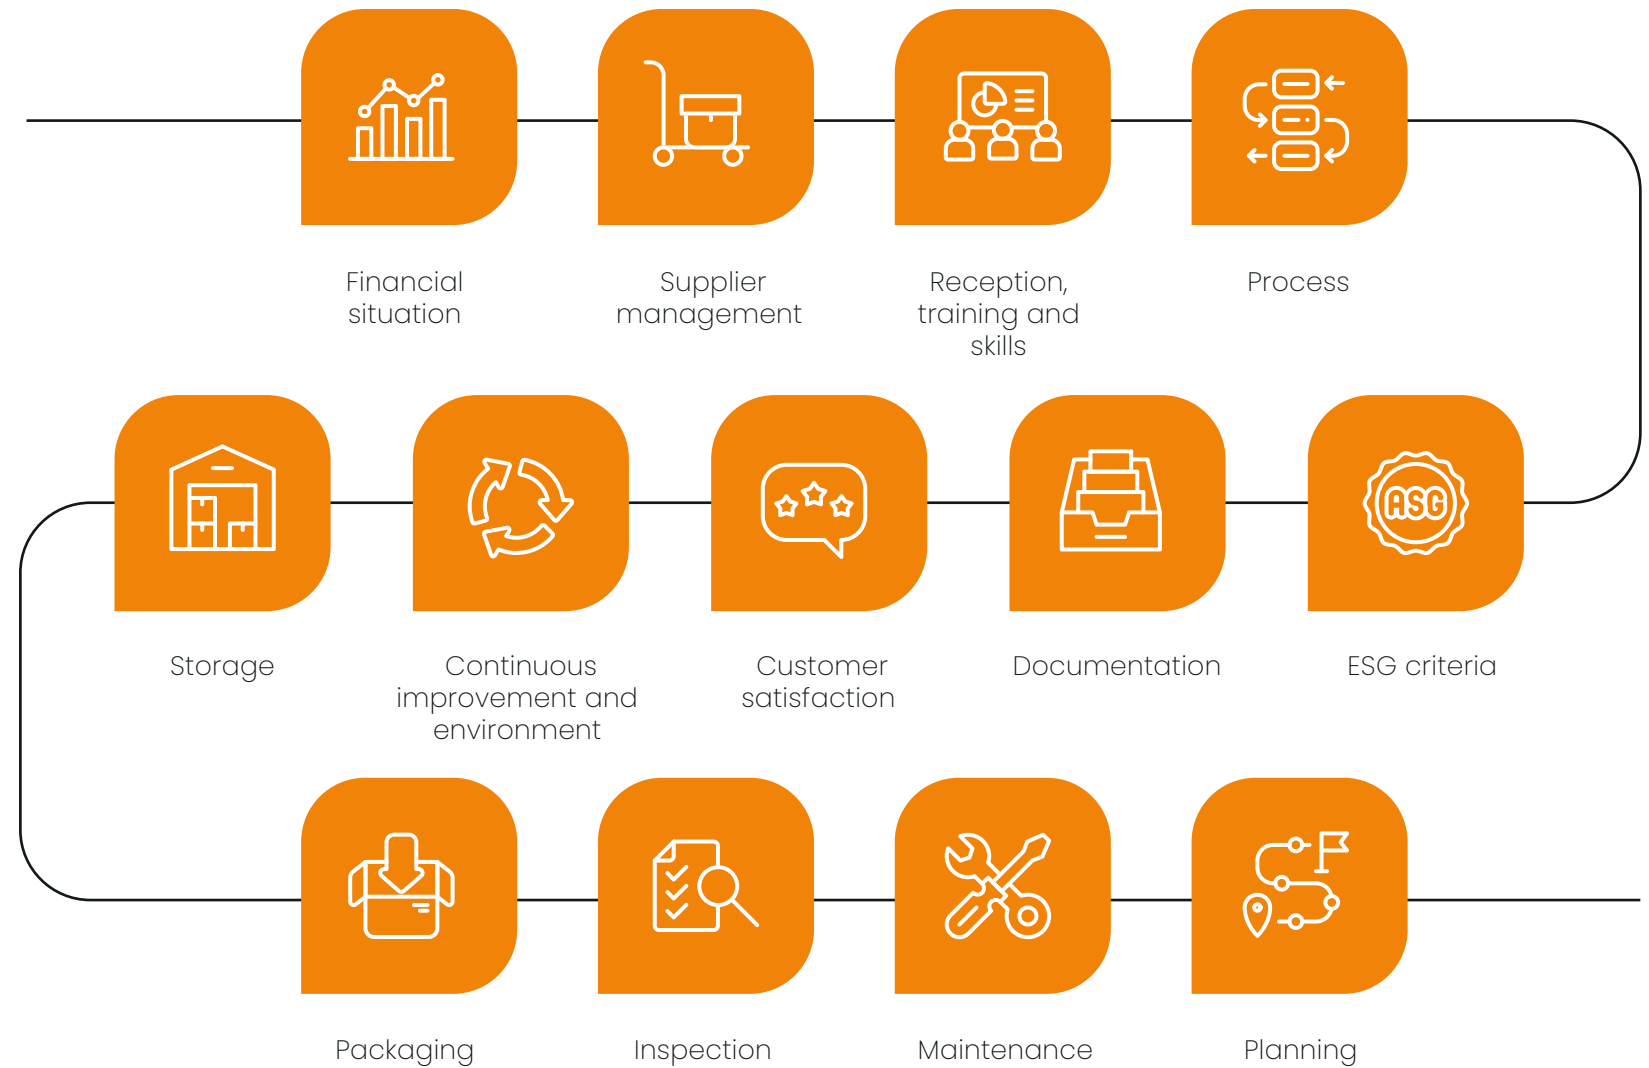 Financial
situation
Supplier
management
Reception,
training and
skills
Process
Storage
Continuous
improvement and
environment
Customer
satisfaction
Documentation
ASG
ESG criteria
Packaging
Inspection
Maintenance
Planning